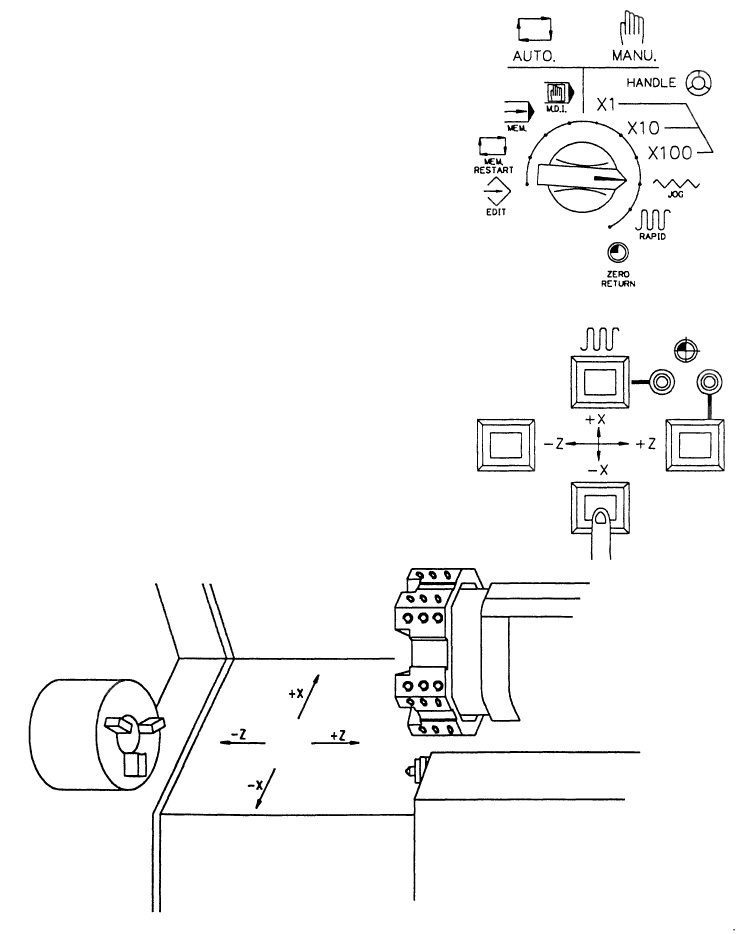 AUTO.
MANU.
HANDLE
M.D.I.
X1
MEM.
X10
MEM.
RESTART
X100
EDIT
JOG
RAPID
ZERO
RETURN
+X
-Z
+Z
-X
+X
-Z
+Z
-X